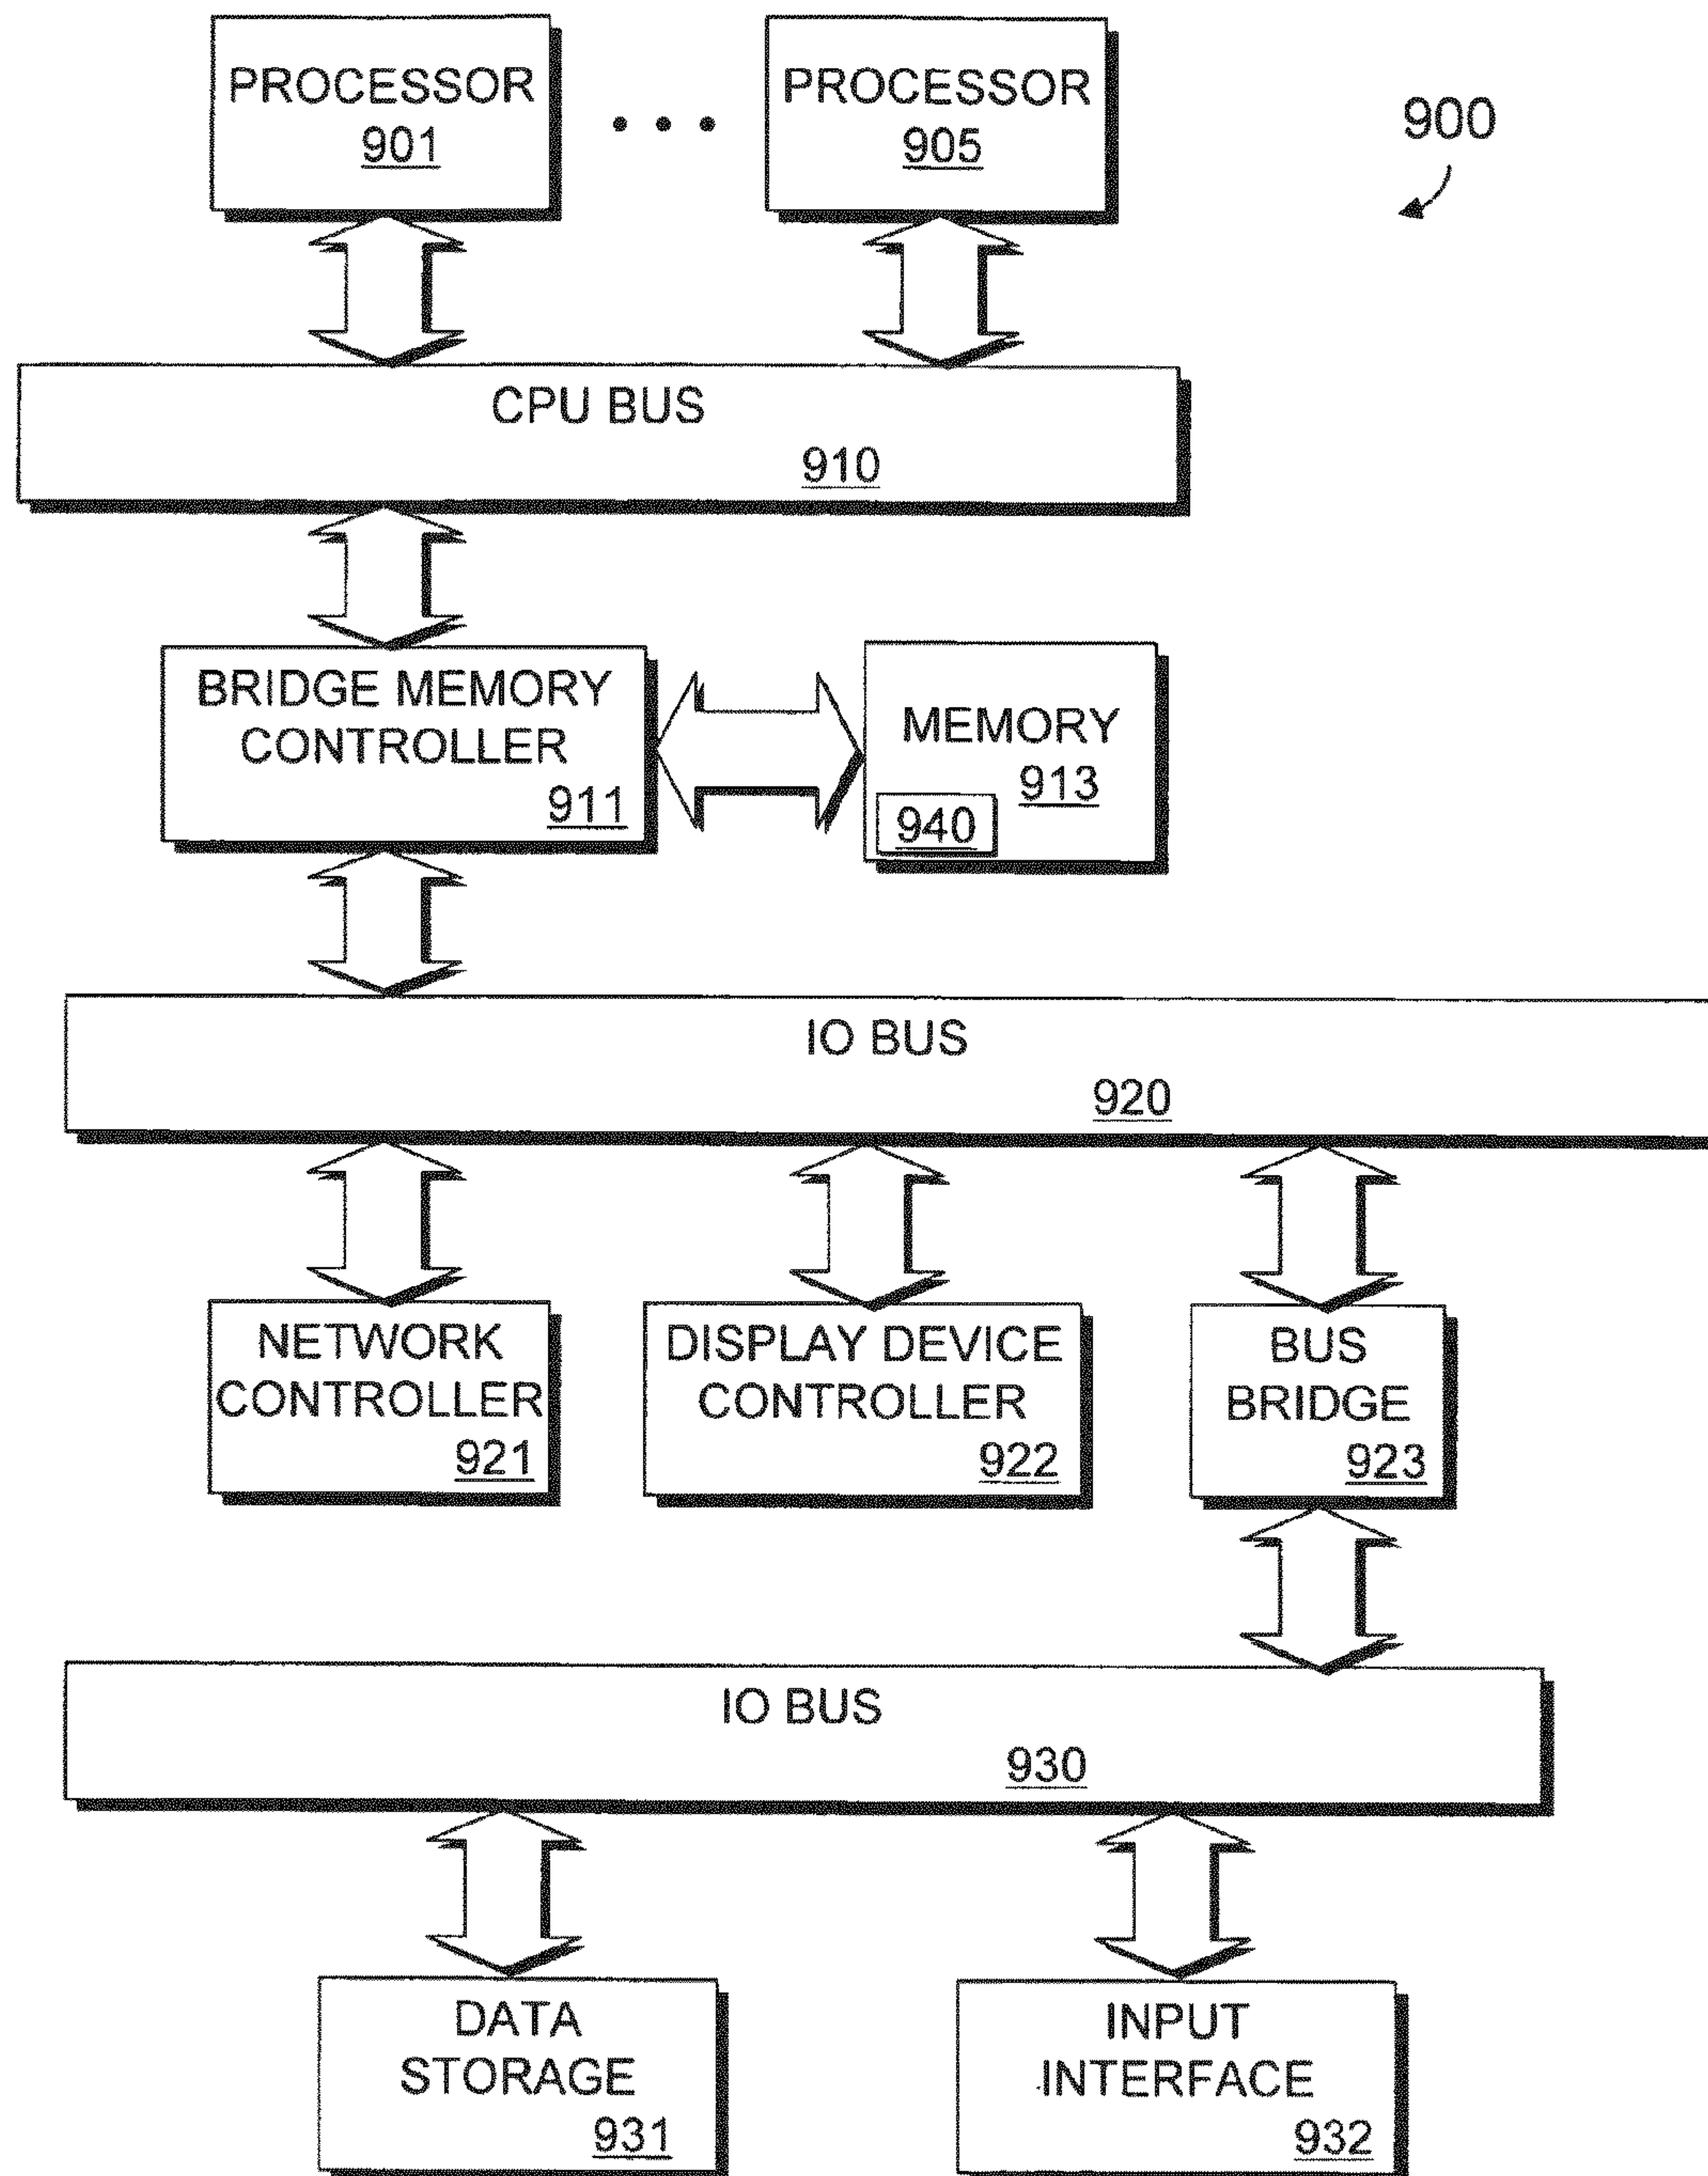 PROCESSOR
901
PROCESSOR
905
900
CPU BUS
910
BRIDGE MEMORY
CONTROLLER
911
MEMORY
913
940
IO BUS
920
NETWORK
CONTROLLER
921
DISPLAY DEVICE
CONTROLLER
922
BUS
BRIDGE
923
IO BUS
930
DATA
STORAGE
931
INPUT
INTERFACE
932